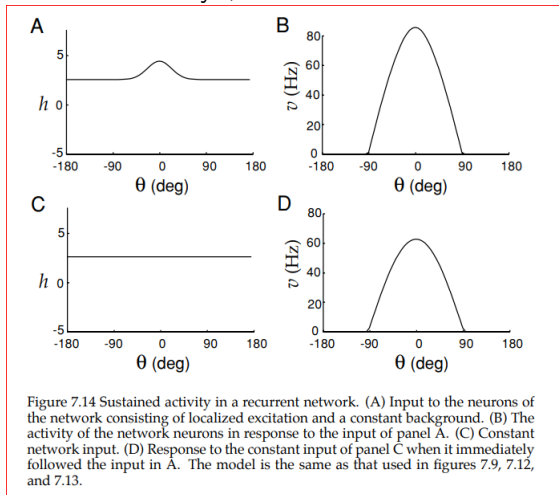 A
5
h 0
-5
-180 -90 0 90 180
θ (deg)
B
80
60
40
20
0
v (Hz)
-180 -90 0 90 180
θ (deg)
C
5
h 0
-5
-180 -90 0 90 180
θ (deg)
D
80
60
40
20
0
v (Hz)
-180 -90 0 90 180
θ (deg)
Figure 7.14 Sustained activity in a recurrent network. (A) Input to the neurons of
the network consisting of localized excitation and a constant background. (B) The
activity of the network neurons in response to the input of panel A. (C) Constant
network input. (D) Response to the constant input of panel C when it immediately
followed the input in A. The model is the same as that used in figures 7.9, 7.12,
and 7.13.